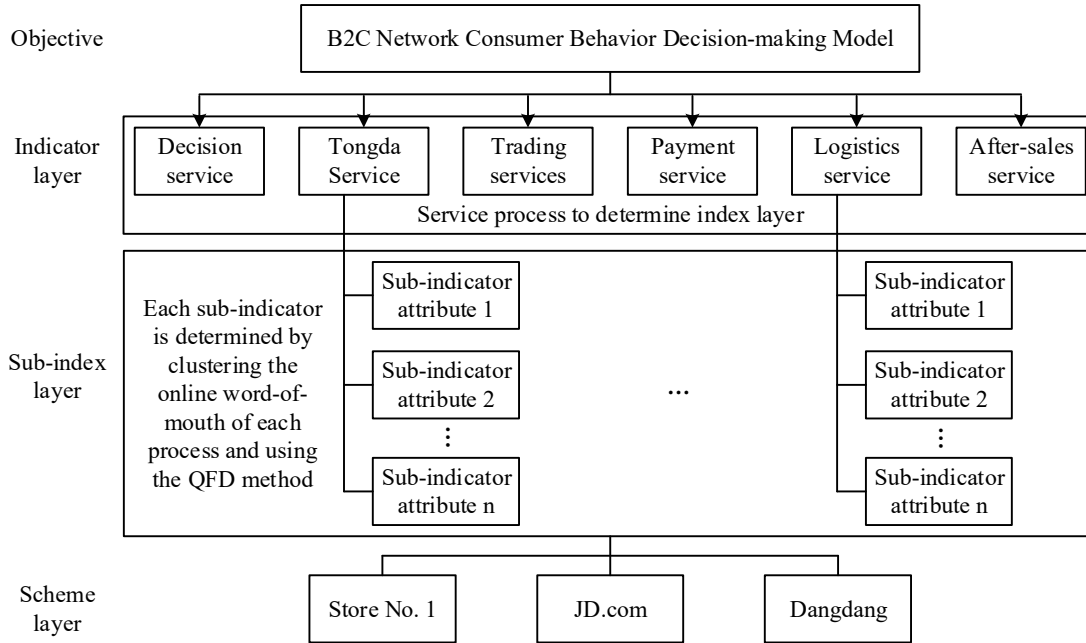 Objective
B2C Network Consumer Behavior Decision-making Model
Indicator
layer
Decision
service
Tongda
Service
Trading
services
Payment
service
Logistics
service
After-sales
service
Service process to determine index layer
Sub-index
layer
Each sub-indicator
is determined by
clustering the
online word-of-
mouth of each
process and using
the QFD method
Sub-indicator
attribute 1
Sub-indicator
attribute 2
⋮
Sub-indicator
attribute n
...
Sub-indicator
attribute 1
Sub-indicator
attribute 2
⋮
Sub-indicator
attribute n
Scheme
layer
Store No. 1
JD.com
Dangdang